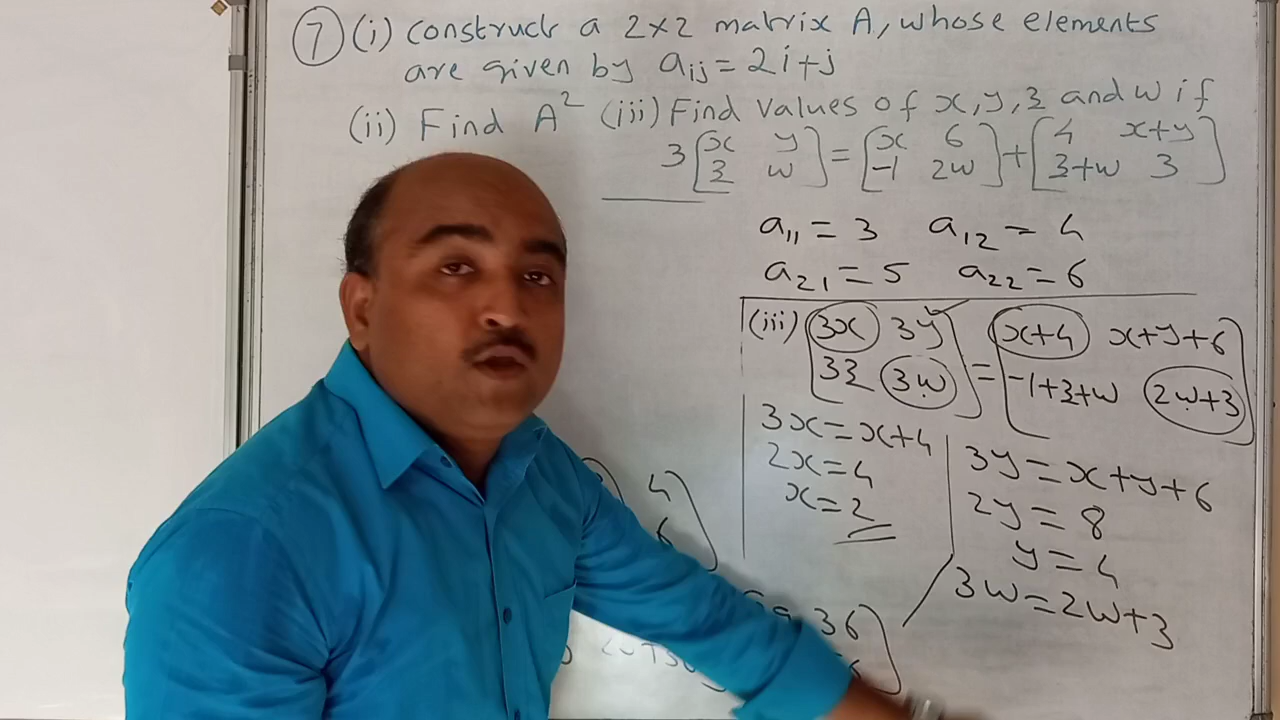 7 (i) Construct a 2×2 matrix A, whose elements
are given by aij = 2i+j
(ii) Find A² (iii) Find values of x, y, z and w if
3[x y = [x 6 + [4 x+y
z w] -1 2w] z+w 3]
a11 = 3 a12 = 4
a21 = 5 a22 = 6
(iii) [3x 3y = [x+4 x+y+6
3z 3w] -1+z+w 2w+3]
3x = x+4
2x = 4
x = 2
3y = x+y+6
2y = 8
y = 4
3w = 2w+3
4
6
36